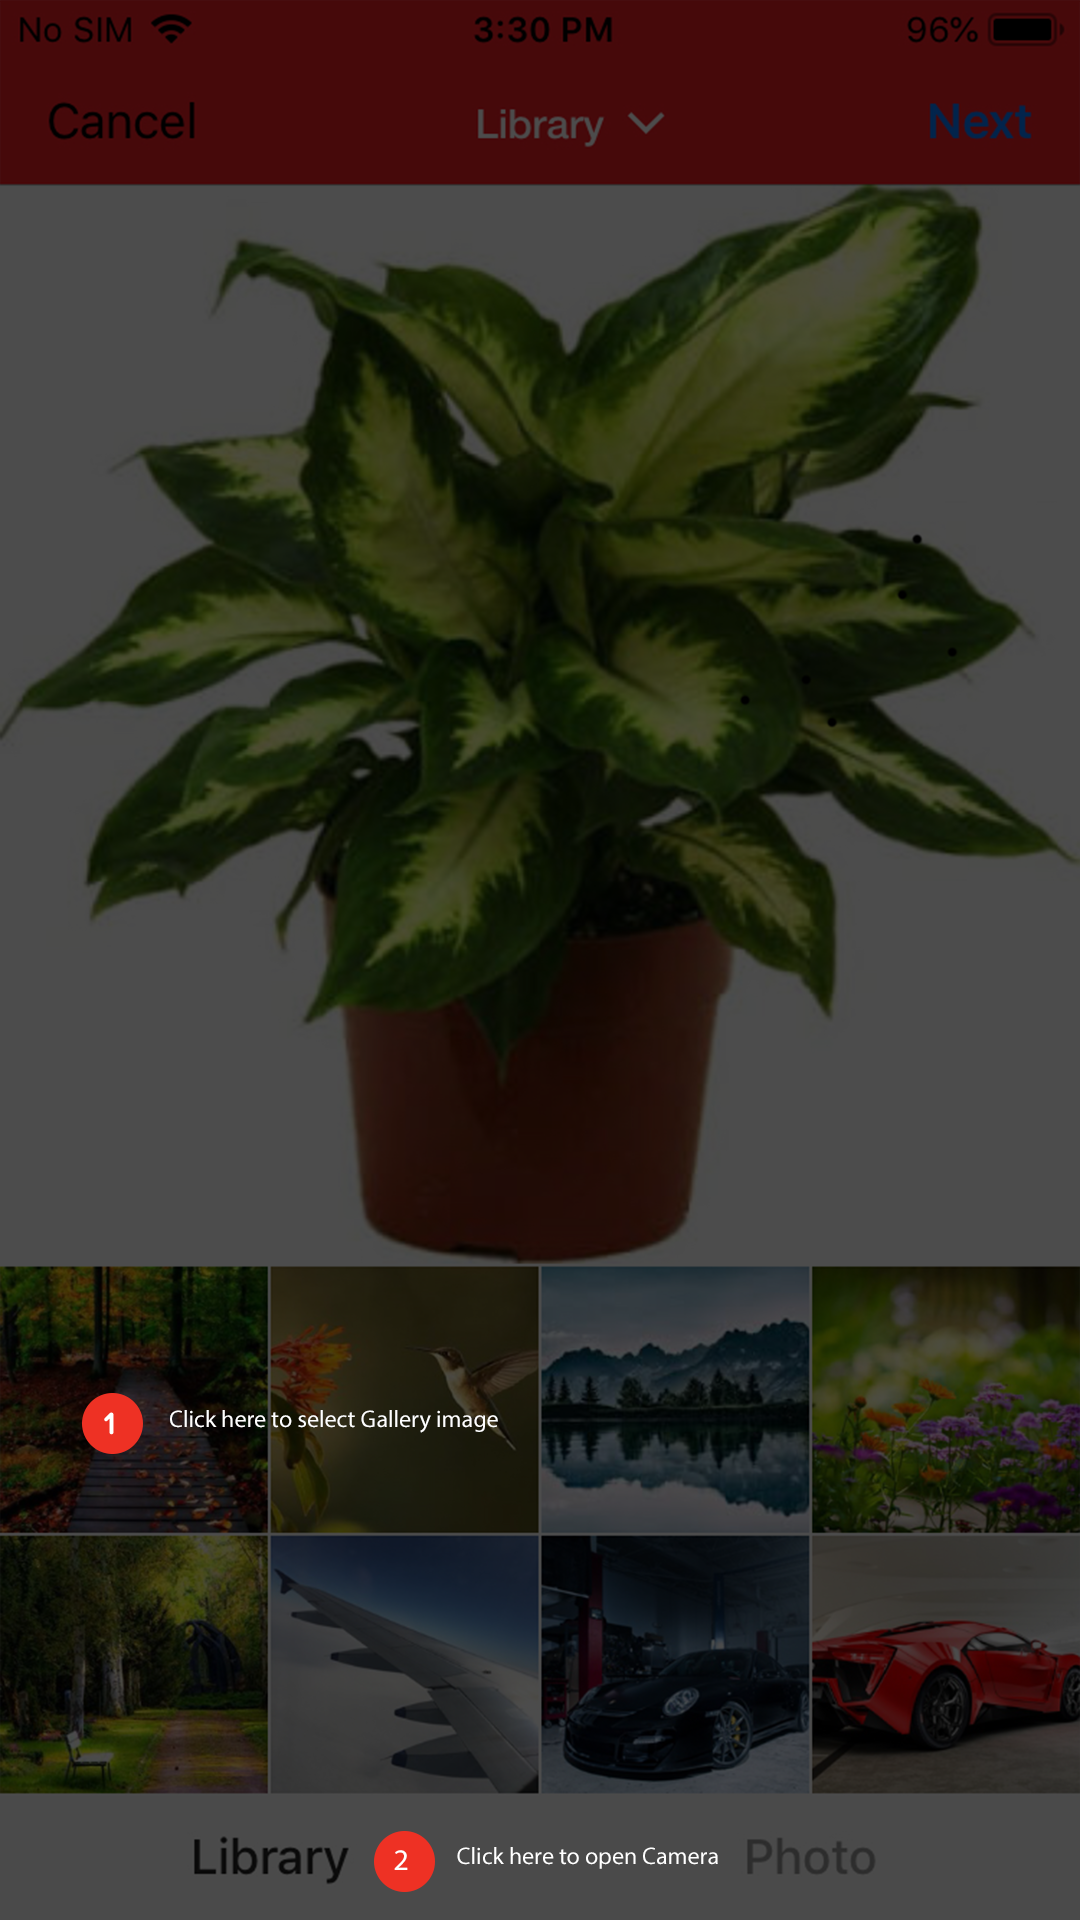 No SIM 3:30 PM 96%
Cancel Library Next
1 Click here to select Gallery image
Library 2 Click here to open Camera Photo